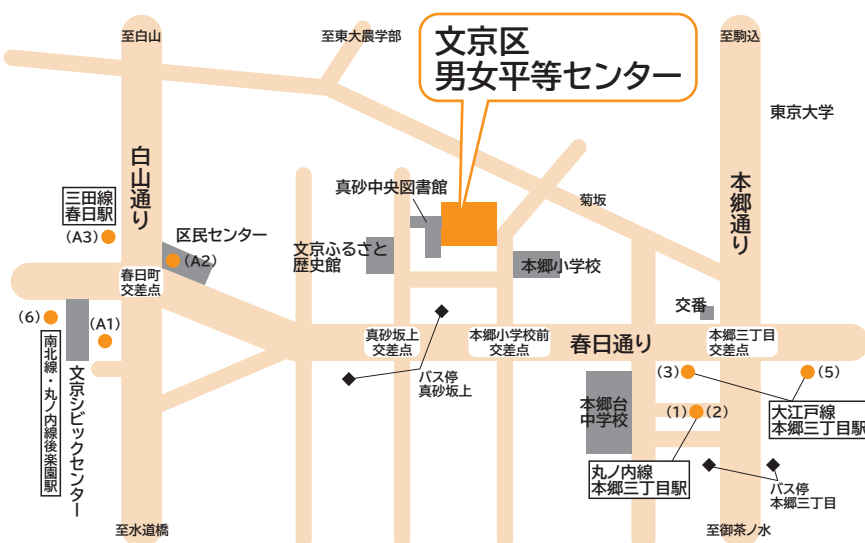 至白山
至東大農学部
文京区
男女平等センター
至駒込
東京大学
白山通り
本郷通り
真砂中央図書館
菊坂
三田線
春日駅
(A3)
区民センター
(A2)
文京ふるさと
歴史館
本郷小学校
春日町
交差点
交番
(6)
(A1)
真砂坂上
交差点
本郷小学校前
交差点
春日通り
本郷三丁目
交差点
南北線・丸ノ内線後楽園駅
文京シビックセンター
バス停
真砂坂上
本郷台
中学校
(3)
(5)
(1)
(2)
大江戸線
本郷三丁目駅
丸ノ内線
本郷三丁目駅
バス停
本郷三丁目
至水道橋
至御茶ノ水